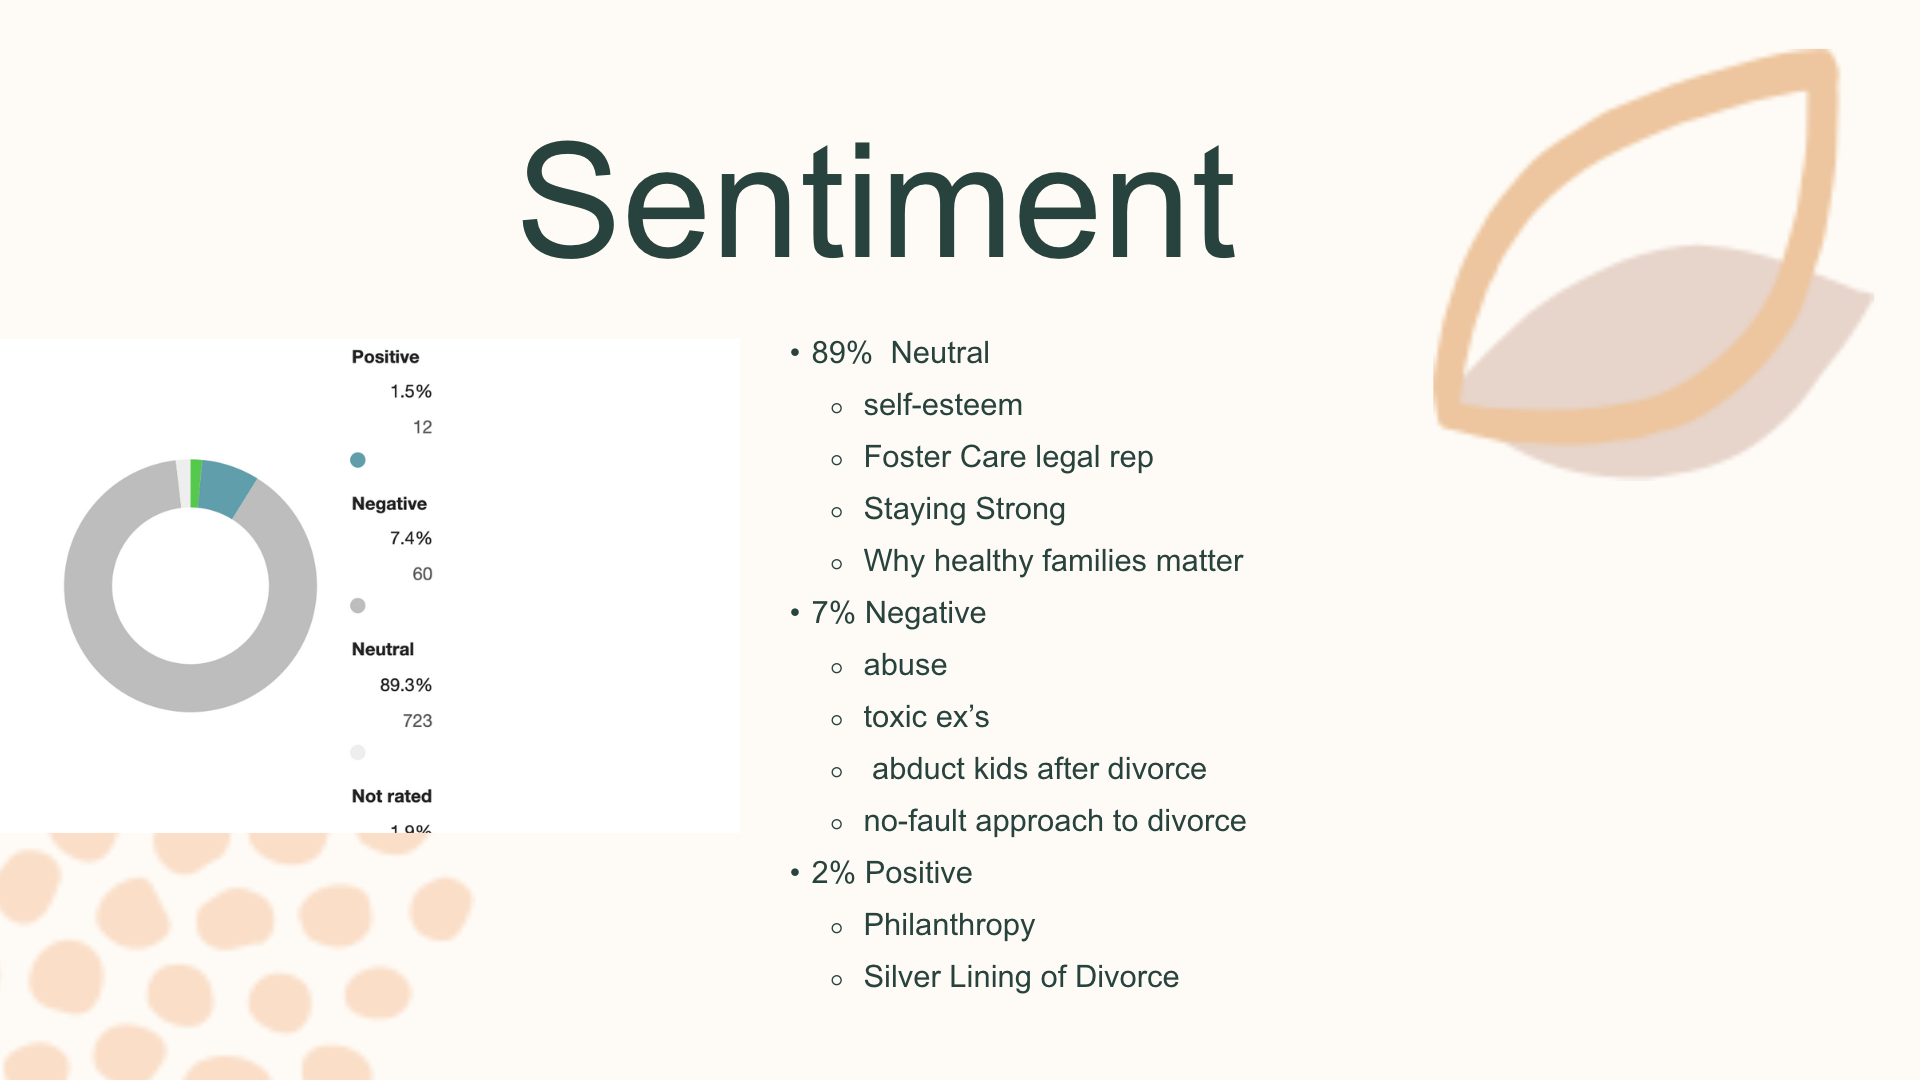 Sentiment
Positive
1.5%
12
Negative
7.4%
60
Neutral
89.3%
723
Not rated
1.9%
• 89%  Neutral
○ self-esteem
○ Foster Care legal rep
○ Staying Strong
○ Why healthy families matter
• 7% Negative
○ abuse
○ toxic ex’s
○ abduct kids after divorce
○ no-fault approach to divorce
• 2% Positive
○ Philanthropy
○ Silver Lining of Divorce